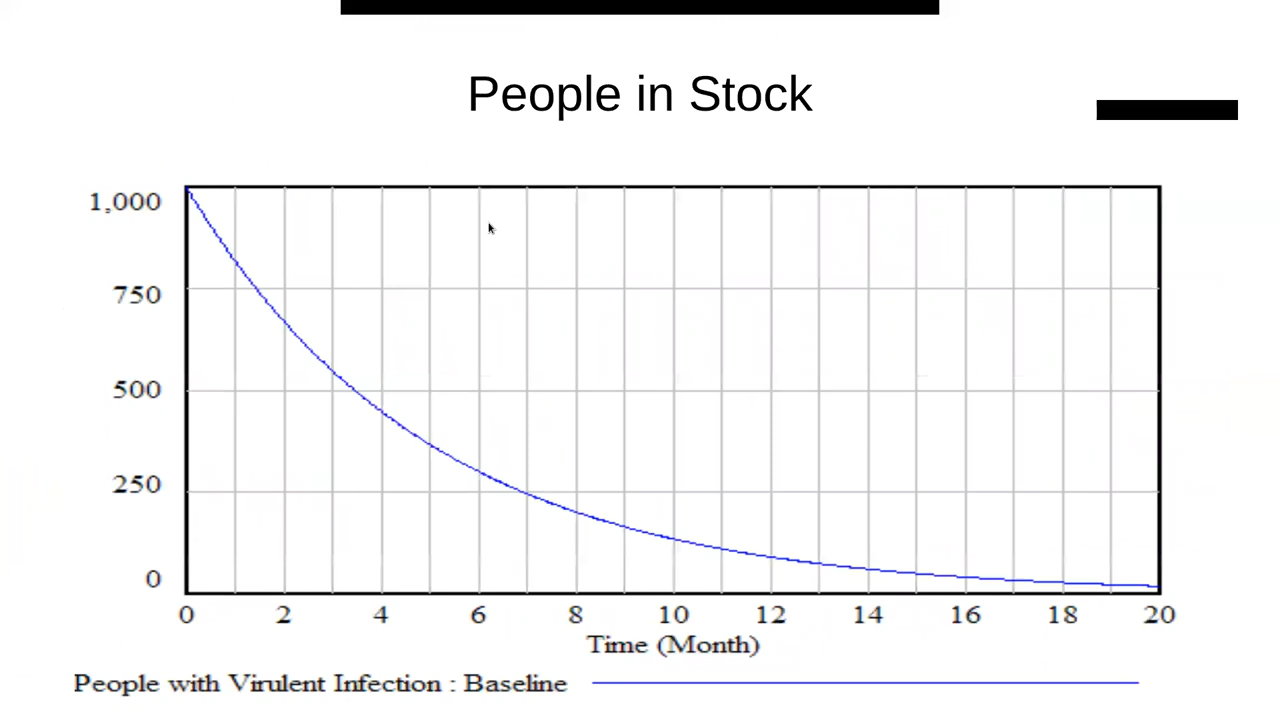 People in Stock
1,000
750
500
250
0
0 2 4 6 8 10 12 14 16 18 20
Time (Month)
People with Virulent Infection : Baseline